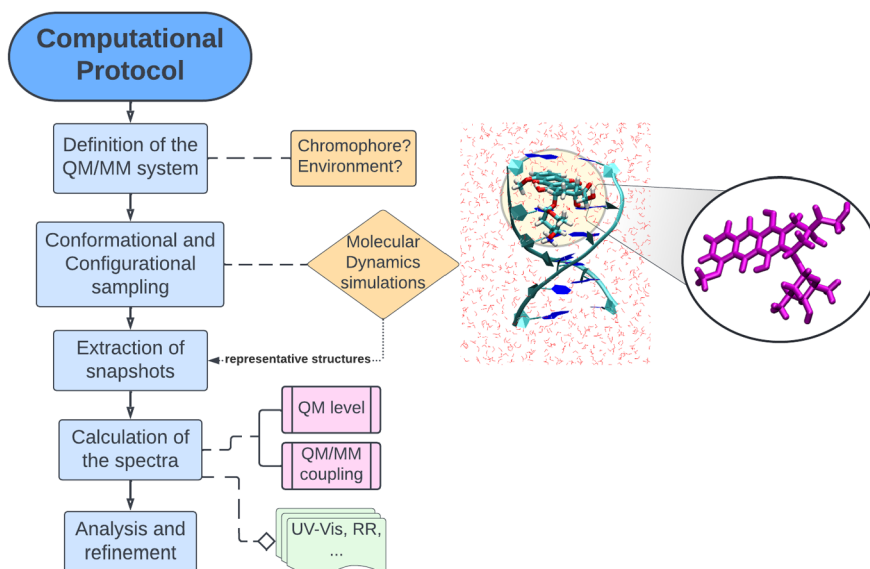 Computational
Protocol
Definition of the
QM/MM system
Chromophore?
Environment?
Conformational and
Configurational
sampling
Molecular
Dynamics
simulations
Extraction of
snapshots
representative structures
Calculation of
the spectra
QM level
QM/MM
coupling
Analysis and
refinement
UV-Vis, RR,
...